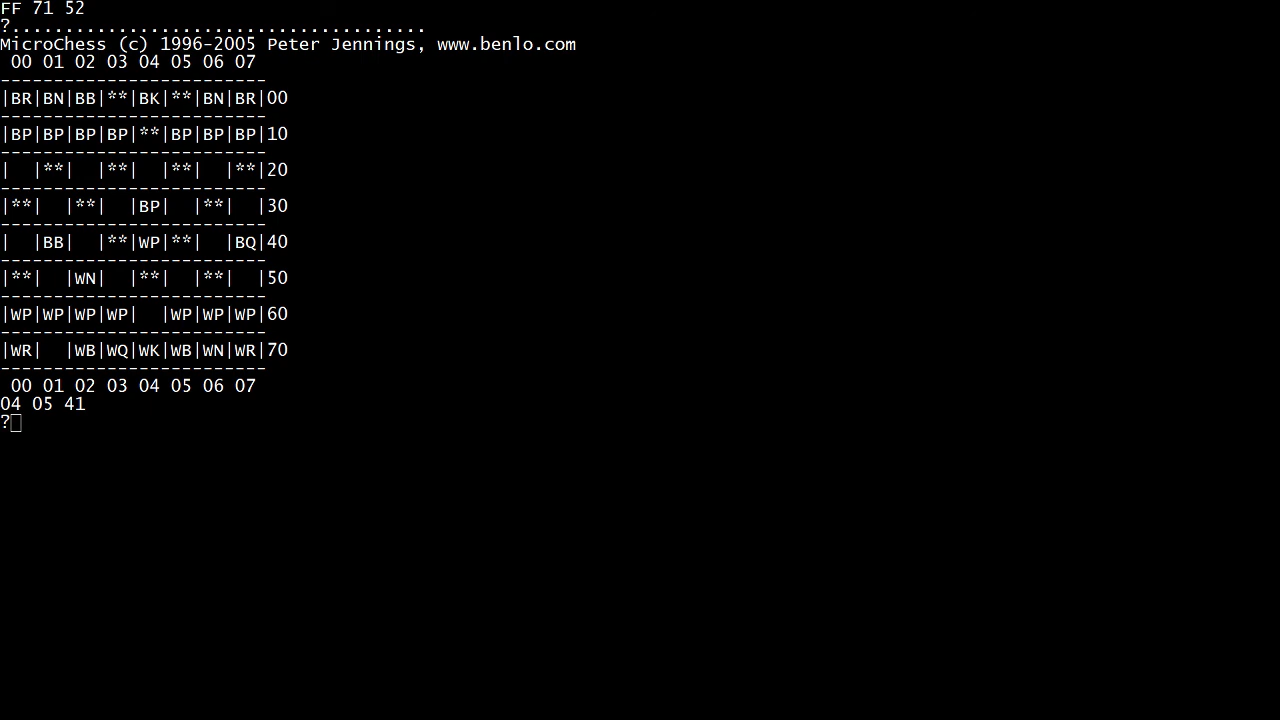 FF 71 52
?.......................................
MicroChess (c) 1996-2005 Peter Jennings, www.benlo.com
 00 01 02 03 04 05 06 07
-------------------------
|BR|BN|BB|**|BK|**|BN|BR|00
-------------------------
|BP|BP|BP|BP|**|BP|BP|BP|10
-------------------------
|  |**|  |**|  |**|  |**|20
-------------------------
|**|  |**|  |BP|  |**|  |30
-------------------------
|  |BB|  |**|WP|**|  |BQ|40
-------------------------
|**|  |WN|  |**|  |**|  |50
-------------------------
|WP|WP|WP|WP|  |WP|WP|WP|60
-------------------------
|WR|  |WB|WQ|WK|WB|WN|WR|70
-------------------------
 00 01 02 03 04 05 06 07
04 05 41
?